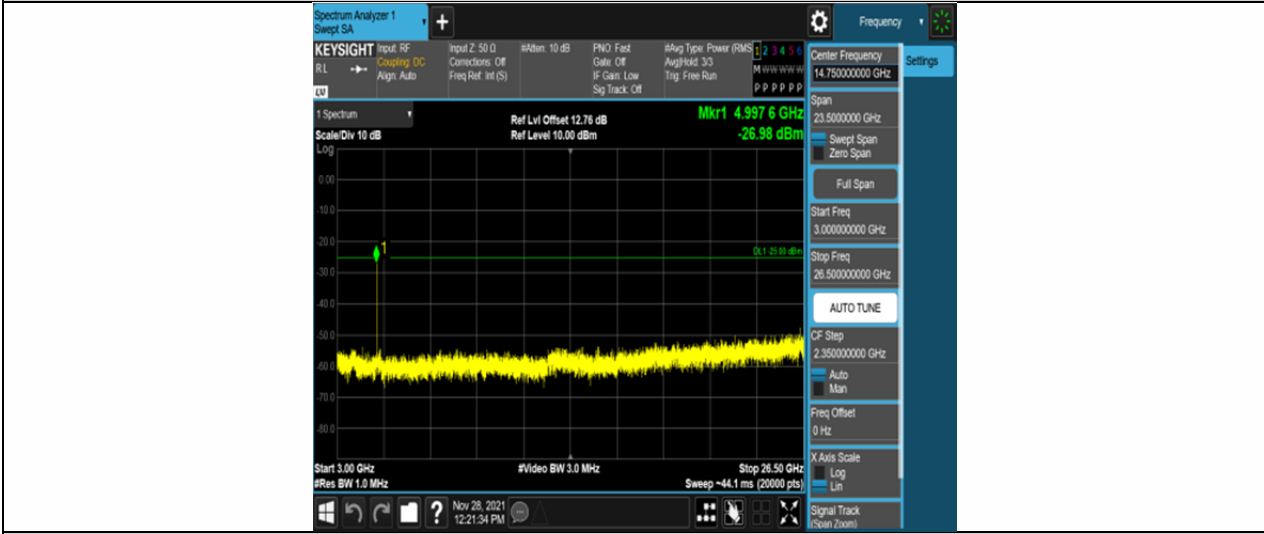 Spectrum Analyzer 1
Swept SA
Frequency
KEYSIGHT
RL
Input: RF
Coupling: DC
Align: Auto
Input Z: 50 Ω
Corrections: Off
Freq Ref: Int (S)
#Atten: 10 dB
PNO: Fast
Gate: Off
IF Gain: Low
Sig Track: Off
#Avg Type: Power (RMS
Avg|Hold: 3/3
Trig: Free Run
1 2 3 4 5 6
M W W W W W
P P P P P P
1 Spectrum
Scale/Div 10 dB
Ref Lvl Offset 12.76 dB
Ref Level 10.00 dBm
Mkr1 4.997 6 GHz
-26.98 dBm
Log
0.00
-10.0
-20.0
-30.0
-40.0
-50.0
-60.0
-70.0
-80.0
1
DL1 -25.00 dBm
Start 3.00 GHz
#Res BW 1.0 MHz
#Video BW 3.0 MHz
Stop 26.50 GHz
Sweep ~44.1 ms (20000 pts)
Nov 28, 2021
12:21:34 PM
Center Frequency
14.750000000 GHz
Span
23.5000000 GHz
Swept Span
Zero Span
Full Span
Start Freq
3.000000000 GHz
Stop Freq
26.500000000 GHz
AUTO TUNE
CF Step
2.350000000 GHz
Auto
Man
Freq Offset
0 Hz
X Axis Scale
Log
Lin
Signal Track
(Span Zoom)
Settings